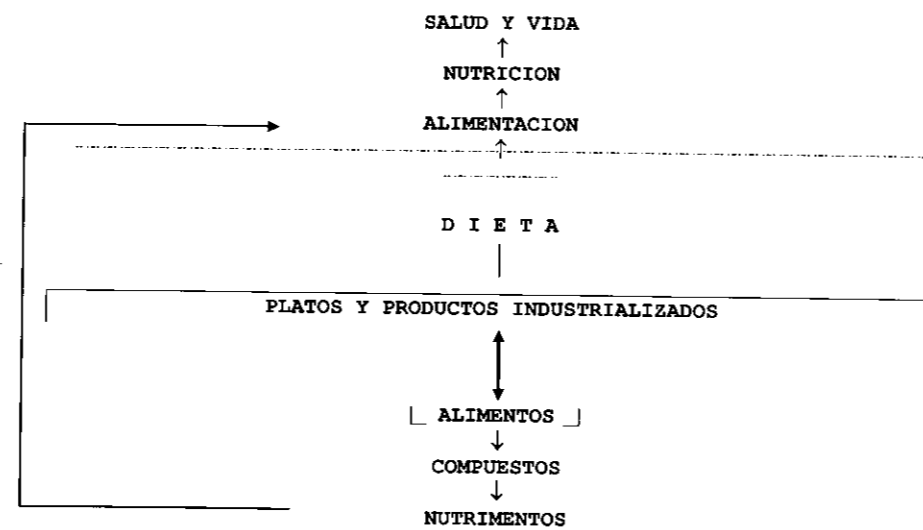 SALUD Y VIDA
NUTRICION
ALIMENTACION
D I E T A
PLATOS Y PRODUCTOS INDUSTRIALIZADOS
ALIMENTOS
COMPUESTOS
NUTRIMENTOS